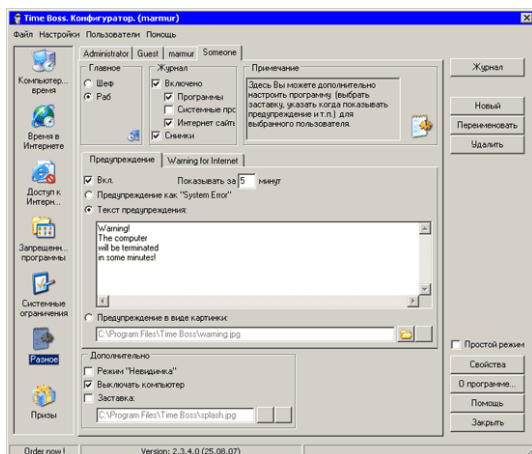 Time Boss. Конфигуратор. (marmur)
Файл Настройки Пользователи Помощь
Компьютер...
время
Время в
Интернете
Доступ к
Интерн...
Запрещенн...
программы
Системные
ограничения
Разное
Призы
Administrator Guest marmur Someone
Главное
Шеф
Раб
Журнал
Включено
Программы
Системные прс
Интернет сайты
Снимки
Примечание
Здесь Вы можете дополнительно
настроить программу (выбрать
заставку, указать когда показывать
предупреждение и т.п.) для
выбранного пользователя.
Предупреждение Warning for Internet
Вкл. Показывать за 5 минут
Предупреждение как "System Error"
Текст предупреждения:
Warning!
The computer
will be terminated
in some minutes!
Предупреждение в виде картинки:
C:\Program Files\Time Boss\warning.jpg
Дополнительно
Режим "Невидимка"
Выключать компьютер
Заставка:
C:\Program Files\Time Boss\splash.jpg
Журнал
Новый
Переименовать
Удалить
Простой режим
Свойства
О программе...
Помощь
Закрыть
Order now! Version: 2.3.4.0 (25.08.07)